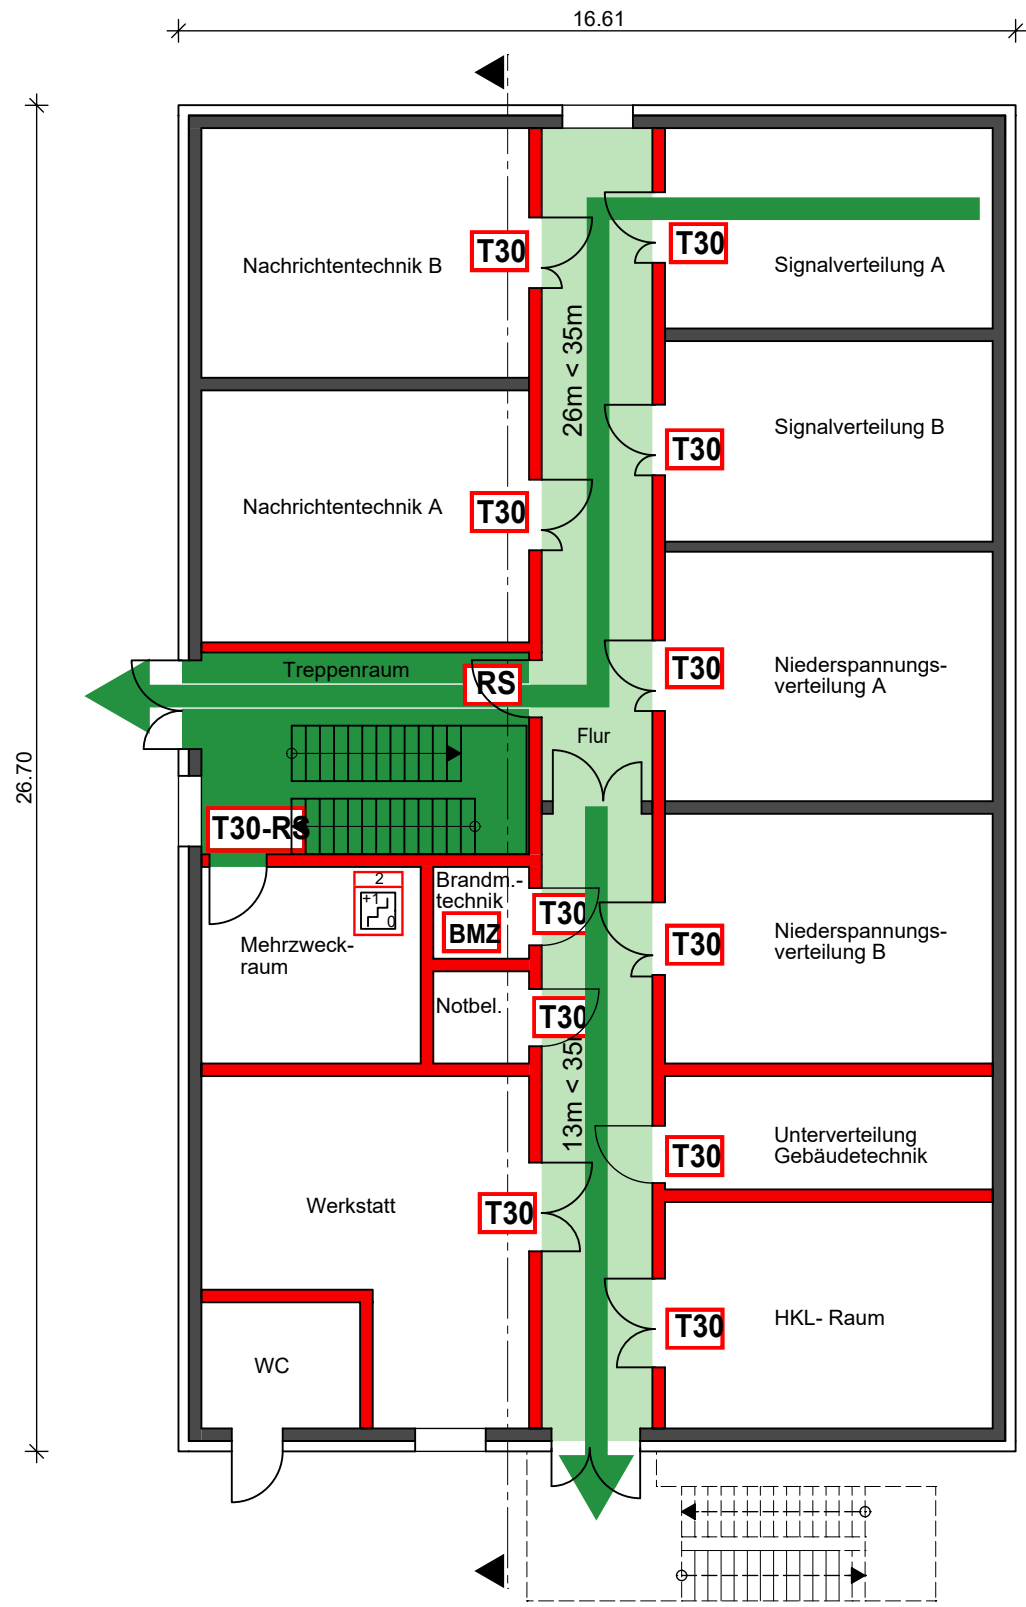 16.61
26.70
Nachrichtentechnik B
T30
T30
Signalverteilung A
26m < 35m
T30
Signalverteilung B
Nachrichtentechnik A
T30
Treppenraum
RS
T30
Niederspannungs-
verteilung A
Flur
T30-RS
2
+1
0
Brandm.-
technik
BMZ
T30
Mehrzweck-
raum
T30
Niederspannungs-
verteilung B
Notbel.
T30
13m < 35m
Unterverteilung
Gebäudetechnik
T30
Werkstatt
T30
HKL- Raum
T30
WC